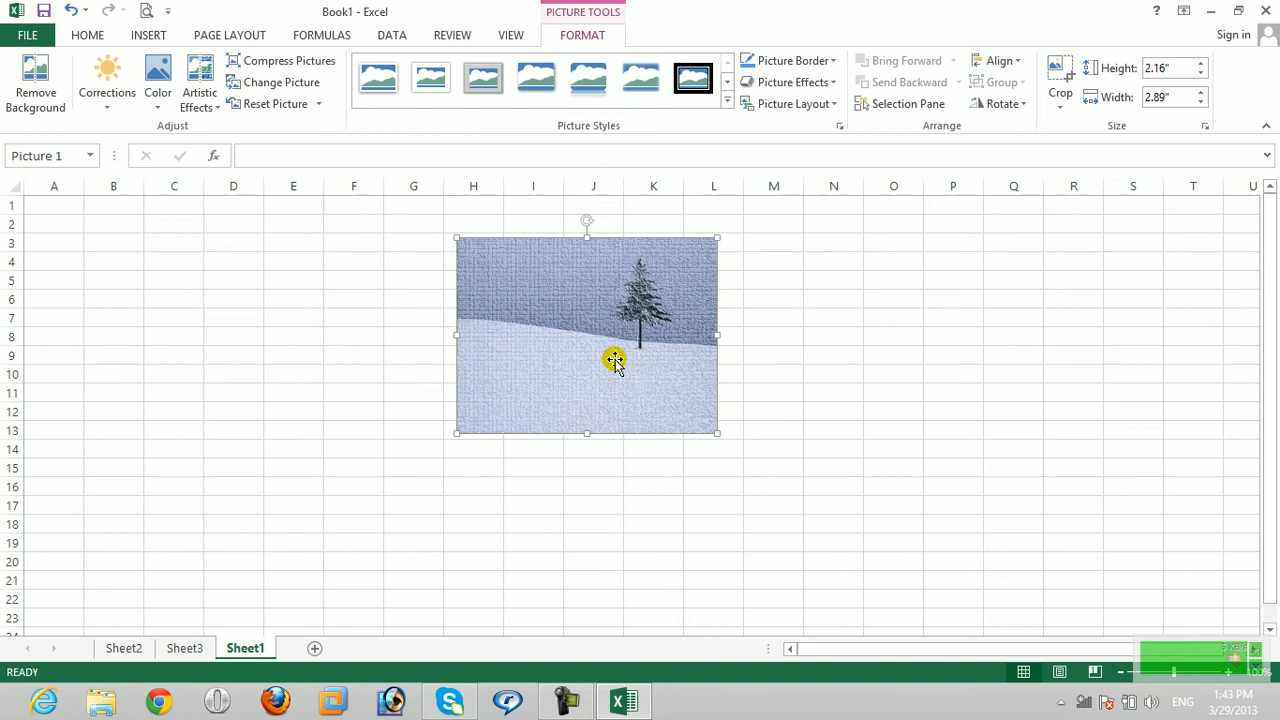 Book1 - Excel
PICTURE TOOLS
?
FILE HOME INSERT PAGE LAYOUT FORMULAS DATA REVIEW VIEW FORMAT Sign in
Remove Background
Corrections
Color
Artistic Effects
Compress Pictures
Change Picture
Reset Picture
Adjust
Picture Styles
Picture Border
Picture Effects
Picture Layout
Bring Forward
Send Backward
Selection Pane
Align
Group
Rotate
Arrange
Crop
Height: 2.16"
Width: 2.89"
Size
Picture 1
fx
A B C D E F G H I J K L M N O P Q R S T U
1
2
3
4
5
6
7
8
9
10
11
12
13
14
15
16
17
18
19
20
21
22
23
Sheet2 Sheet3 Sheet1
READY
100%
ENG
1:43 PM
3/29/2013